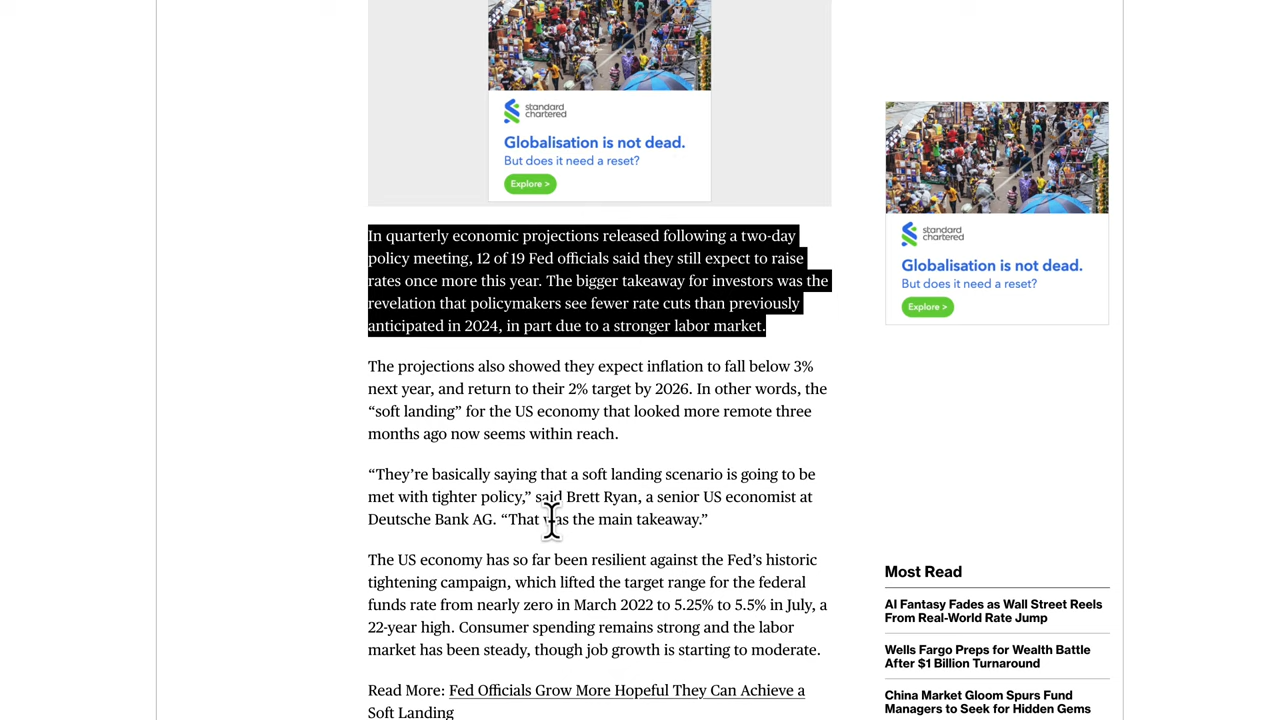 standard
chartered
Globalisation is not dead.
But does it need a reset?
Explore >
In quarterly economic projections released following a two-day
policy meeting, 12 of 19 Fed officials said they still expect to raise
rates once more this year. The bigger takeaway for investors was the
revelation that policymakers see fewer rate cuts than previously
anticipated in 2024, in part due to a stronger labor market.
The projections also showed they expect inflation to fall below 3%
next year, and return to their 2% target by 2026. In other words, the
“soft landing” for the US economy that looked more remote three
months ago now seems within reach.
“They’re basically saying that a soft landing scenario is going to be
met with tighter policy,” said Brett Ryan, a senior US economist at
Deutsche Bank AG. “That was the main takeaway.”
The US economy has so far been resilient against the Fed’s historic
tightening campaign, which lifted the target range for the federal
funds rate from nearly zero in March 2022 to 5.25% to 5.5% in July, a
22-year high. Consumer spending remains strong and the labor
market has been steady, though job growth is starting to moderate.
Read More: Fed Officials Grow More Hopeful They Can Achieve a
Soft Landing
standard
chartered
Globalisation is not dead.
But does it need a reset?
Explore >
Most Read
AI Fantasy Fades as Wall Street Reels
From Real-World Rate Jump
Wells Fargo Preps for Wealth Battle
After $1 Billion Turnaround
China Market Gloom Spurs Fund
Managers to Seek for Hidden Gems